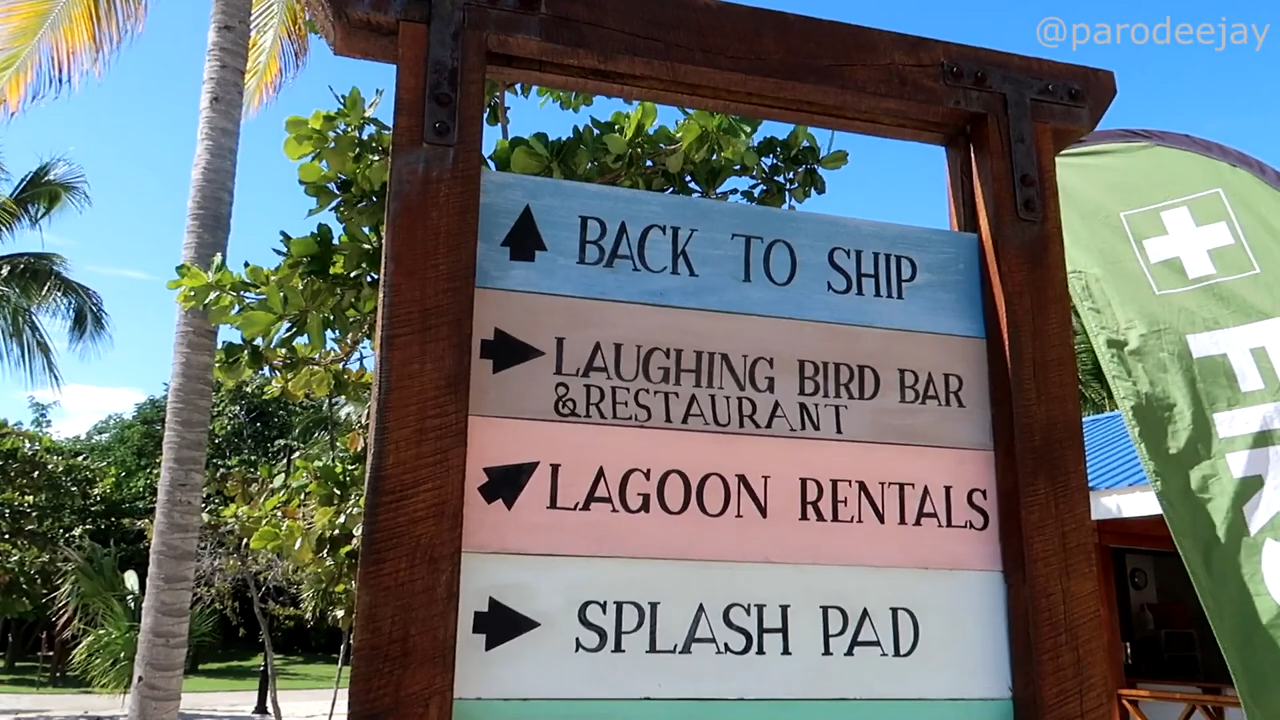 @parodeejay
BACK TO SHIP
LAUGHING BIRD BAR
&RESTAURANT
LAGOON RENTALS
SPLASH PAD